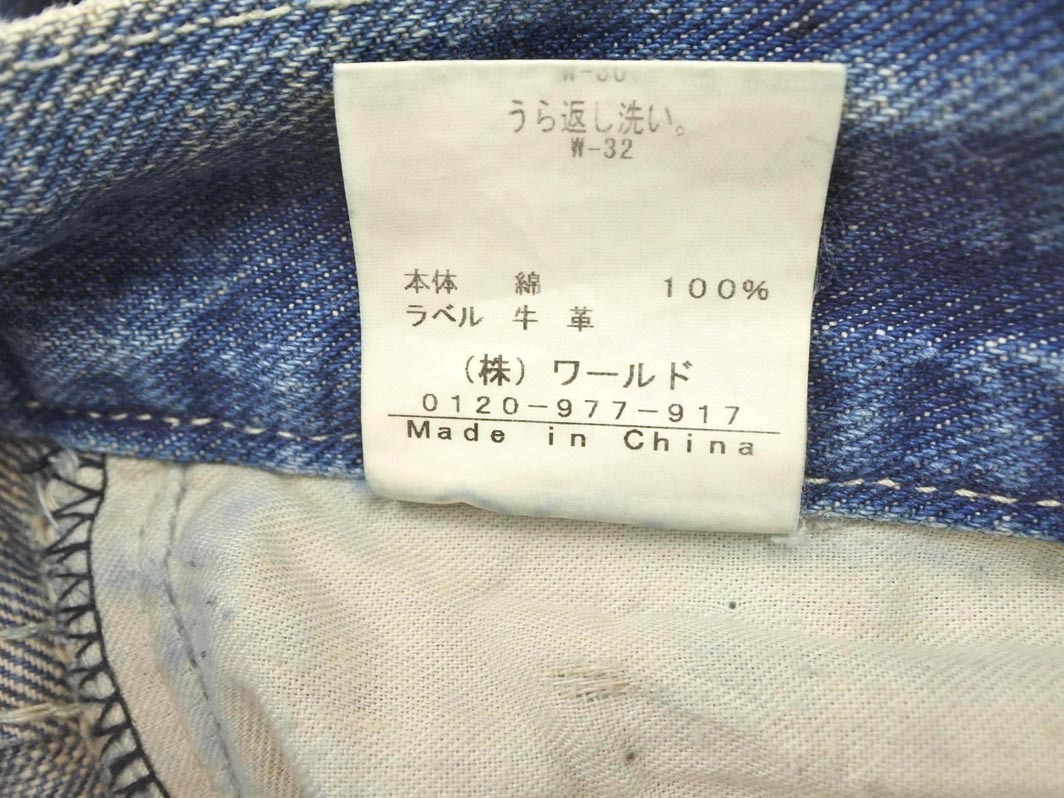 W-30
うら返し洗い。
W-32
本体 綿 100%
ラベル 牛 革
(株) ワールド
0120-977-917
Made in China